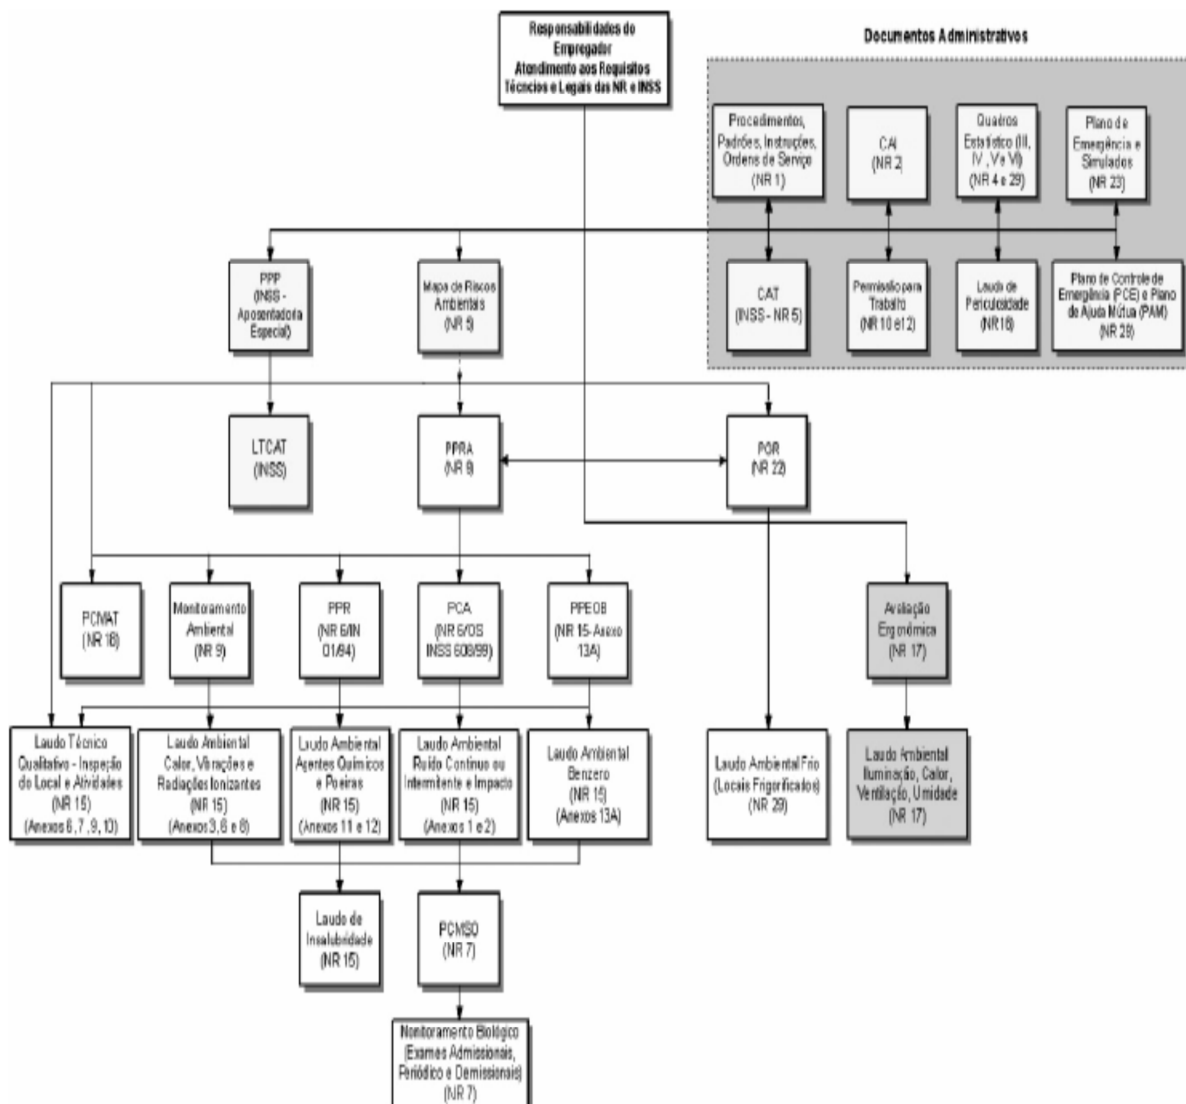 Responsabilidades do
Empregador
Atendimento aos Requisitos
Técncios e Legais das NR e INSS
Documentos Administrativos
Procedimentos,
Padrões, Instruções,
Ordens de Serviço
(NR 1)
CAI
(NR 2)
Quadros
Estatístico (III,
IV, V e VI)
(NR 4 e 29)
Plano de
Emergência e
Simulados
(NR 23)
PPP
(INSS -
Aposentadoria
Especial)
Mapa de Riscos
Ambientais
(NR 5)
CAT
(INSS - NR 5)
Permissão para
Trabalho
(NR 10 e 12)
Laudo de
Periculosidade
(NR 16)
Plano de Controle de
Emergência (PCE) e Plano
de Ajuda Mútua (PAM)
(NR 29)
LTCAT
(INSS)
PPRA
(NR 9)
PGR
(NR 22)
PCMAT
(NR 18)
Monitoramento
Ambiental
(NR 9)
PPR
(NR 6/IN
01/94)
PCA
(NR 6/OS
INSS 608/99)
PPEOB
(NR 15-Anexo
13A)
Avaliação
Ergonômica
(NR 17)
Laudo Técnico
Qualitativo - Inspeção
do Local e Atividades
(NR 15)
(Anexos 6, 7, 9, 10)
Laudo Ambiental
Calor, Vibrações e
Radiações Ionizantes
(NR 15)
(Anexos 3, 6 e 8)
Laudo Ambiental
Agentes Químicos
e Poeiras
(NR 15)
(Anexos 11 e 12)
Laudo Ambiental
Ruído Contínuo ou
Intermitente e Impacto
(NR 15)
(Anexos 1 e 2)
Laudo Ambiental
Benzero
(NR 15)
(Anexos 13A)
Laudo Ambiental Frio
(Locais Frigorificados)
(NR 29)
Laudo Ambiental
Iluminação, Calor,
Ventilação, Umidade
(NR 17)
Laudo de
Insalubridade
(NR 15)
PCMSO
(NR 7)
Monitoramento Biológico
(Exames Admissionais,
Periódico e Demissionais)
(NR 7)